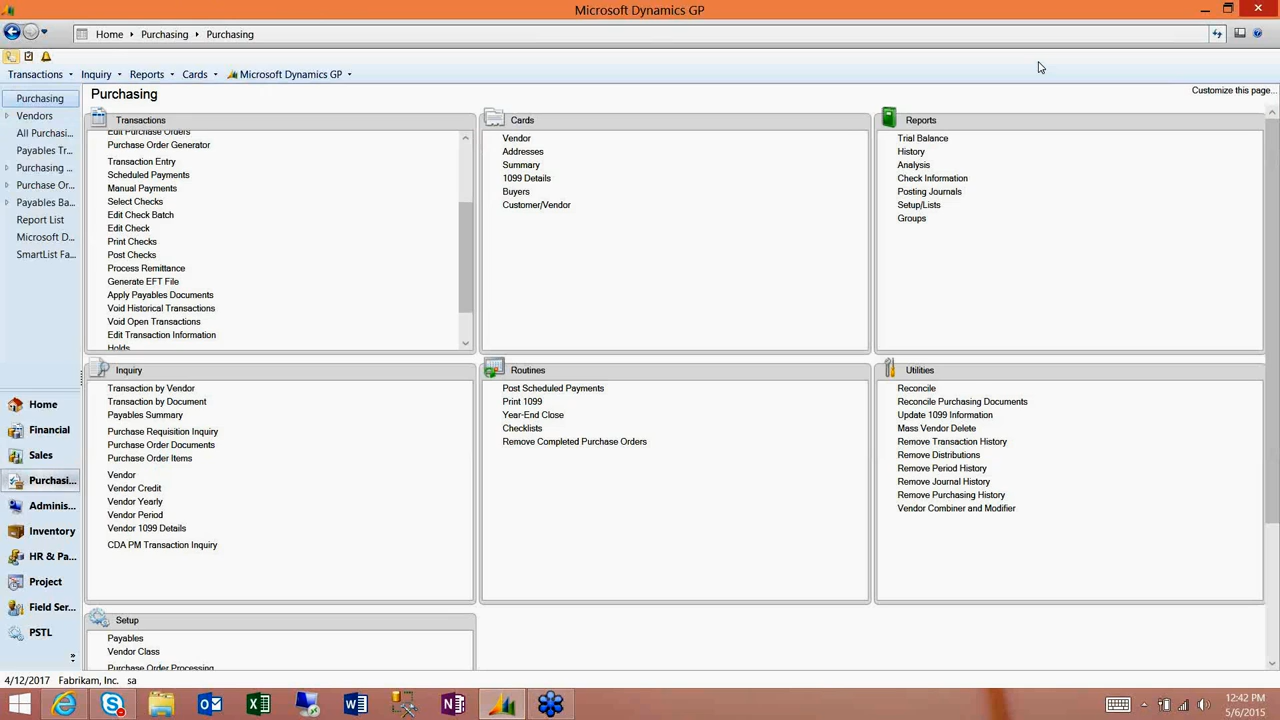 Microsoft Dynamics GP
Home
Purchasing
Purchasing
Transactions
Inquiry
Reports
Cards
Microsoft Dynamics GP
Purchasing
Vendors
All Purchasi...
Payables Tr...
Purchasing ...
Purchase Or...
Payables Ba...
Report List
Microsoft D...
SmartList Fa...
Home
Financial
Sales
Purchasi...
Adminis...
Inventory
HR & Pa...
Project
Field Ser...
PSTL
Purchasing
Customize this page...
Transactions
Edit Purchase Orders
Purchase Order Generator
Transaction Entry
Scheduled Payments
Manual Payments
Select Checks
Edit Check Batch
Edit Check
Print Checks
Post Checks
Process Remittance
Generate EFT File
Apply Payables Documents
Void Historical Transactions
Void Open Transactions
Edit Transaction Information
Holds
Cards
Vendor
Addresses
Summary
1099 Details
Buyers
Customer/Vendor
Reports
Trial Balance
History
Analysis
Check Information
Posting Journals
Setup/Lists
Groups
Inquiry
Transaction by Vendor
Transaction by Document
Payables Summary
Purchase Requisition Inquiry
Purchase Order Documents
Purchase Order Items
Vendor
Vendor Credit
Vendor Yearly
Vendor Period
Vendor 1099 Details
CDA PM Transaction Inquiry
Routines
Post Scheduled Payments
Print 1099
Year-End Close
Checklists
Remove Completed Purchase Orders
Utilities
Reconcile
Reconcile Purchasing Documents
Update 1099 Information
Mass Vendor Delete
Remove Transaction History
Remove Distributions
Remove Period History
Remove Journal History
Remove Purchasing History
Vendor Combiner and Modifier
Setup
Payables
Vendor Class
Purchase Order Processing
4/12/2017 Fabrikam, Inc. sa
12:42 PM
5/6/2015